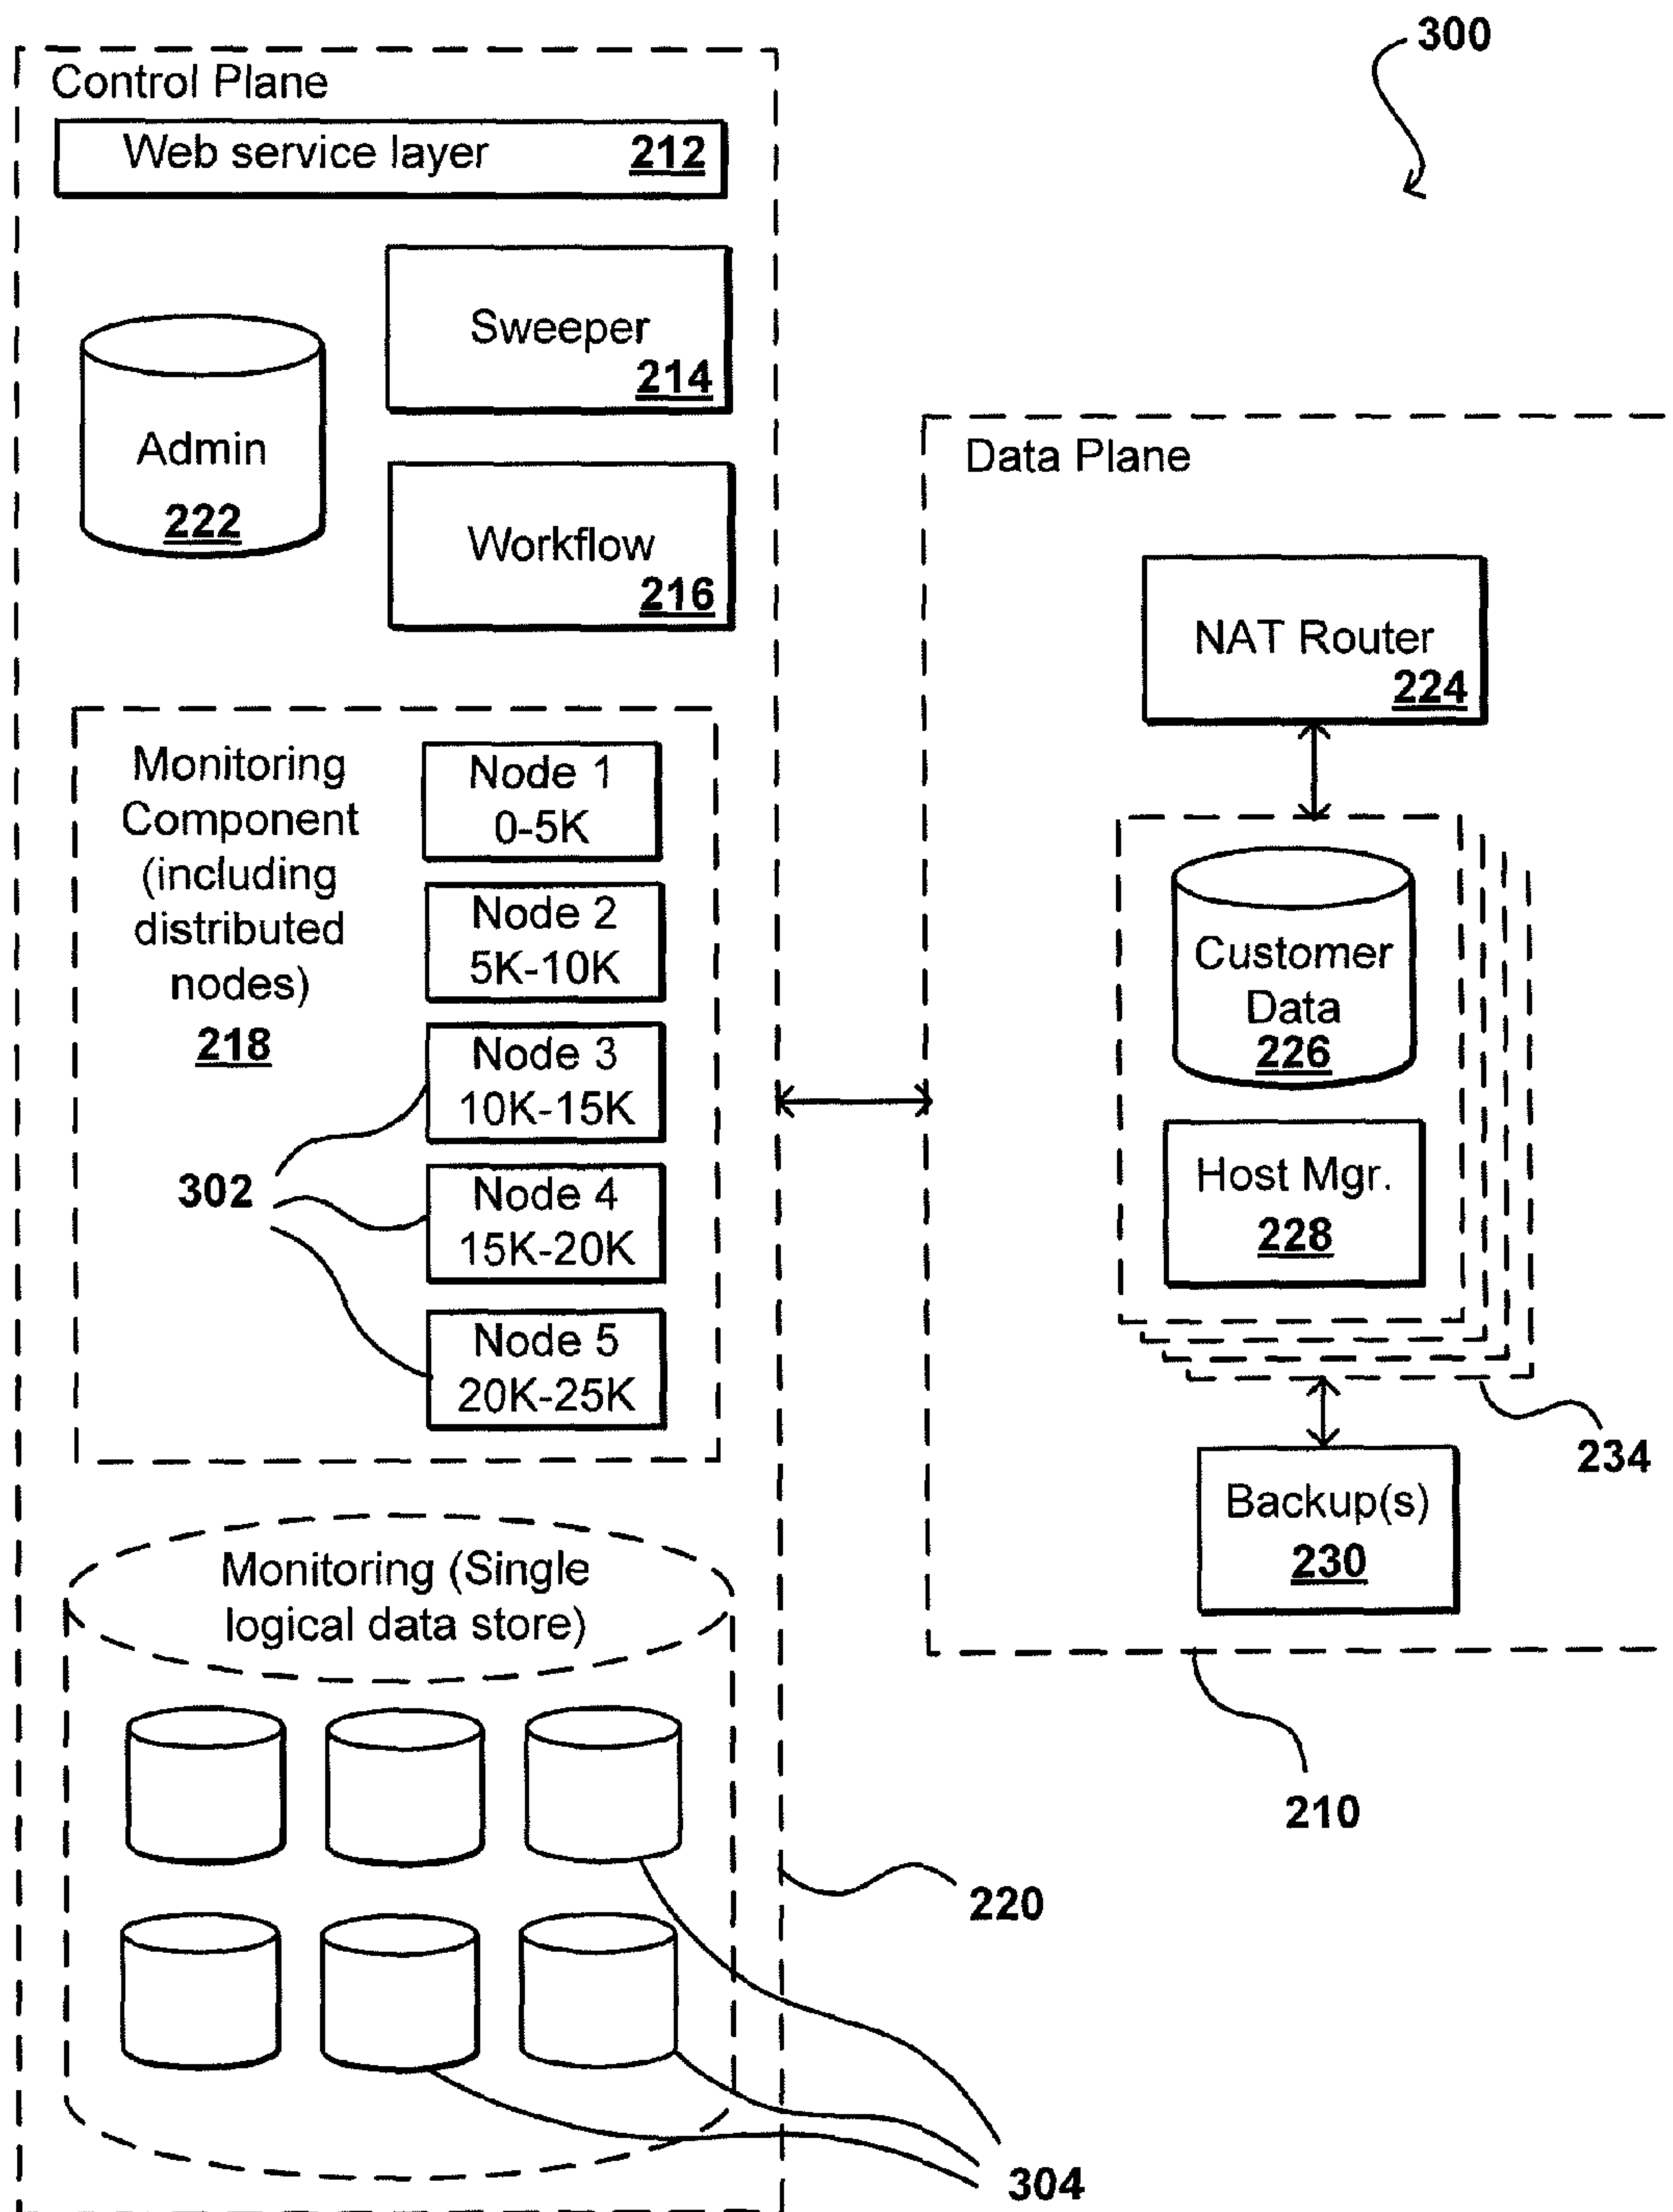 300
Control Plane
Web service layer 212
Sweeper
214
Admin
222
Workflow
216
Monitoring
Component
(including
distributed
nodes)
218
Node 1
0-5K
Node 2
5K-10K
Node 3
10K-15K
Node 4
15K-20K
Node 5
20K-25K
302
Monitoring (Single
logical data store)
220
304
Data Plane
NAT Router
224
Customer
Data
226
Host Mgr.
228
234
Backup(s)
230
210